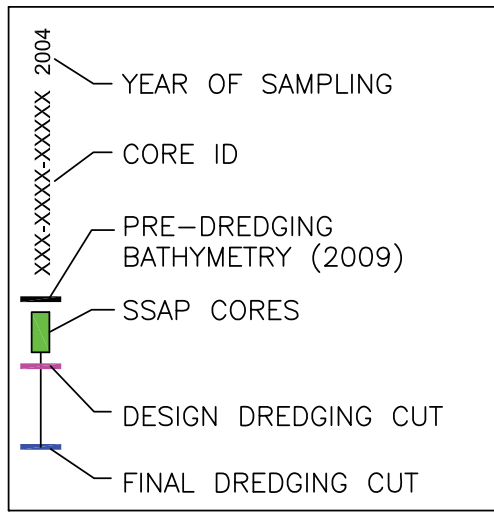 XXX-XXXX-XXXXX 2004
YEAR OF SAMPLING
CORE ID
PRE-DREDGING
BATHYMETRY (2009)
SSAP CORES
DESIGN DREDGING CUT
FINAL DREDGING CUT